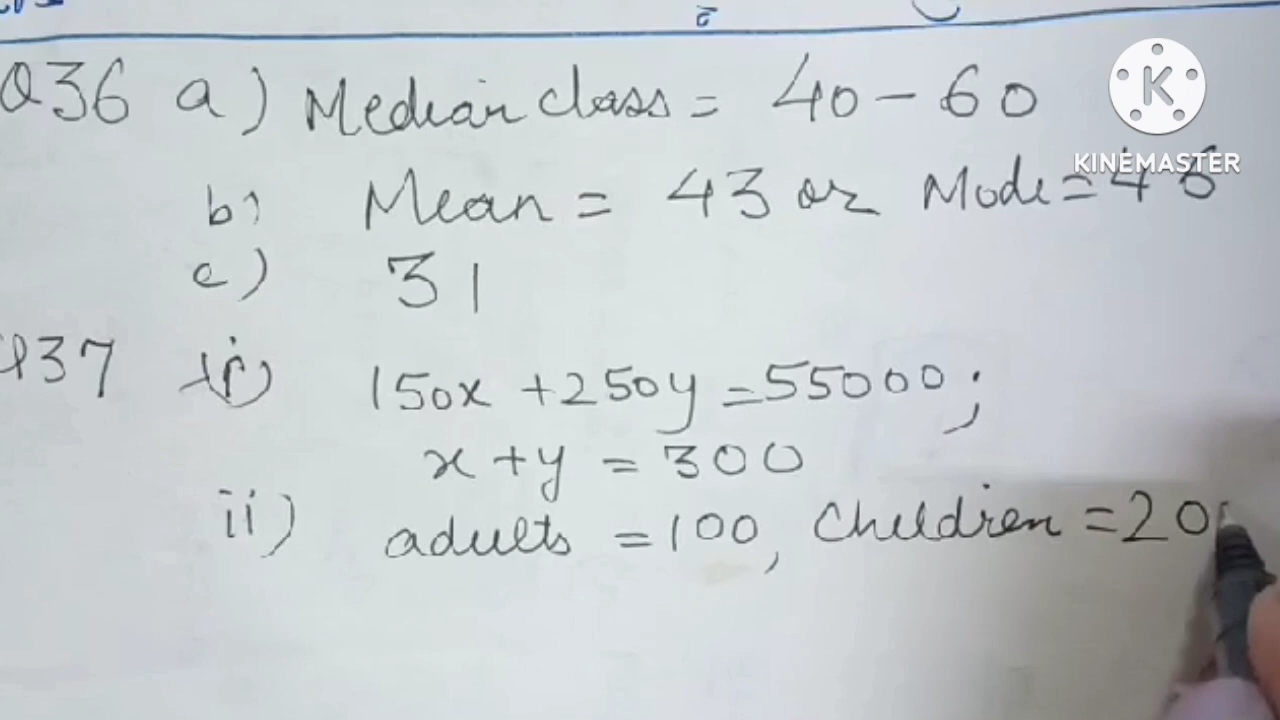 Q36 a) Median class = 40 - 60
KINEMASTER
b) Mean = 43 or Mode = 46
c) 31
Q37 i) 150x + 250y = 55000;
x + y = 300
ii) adults = 100, Children = 20